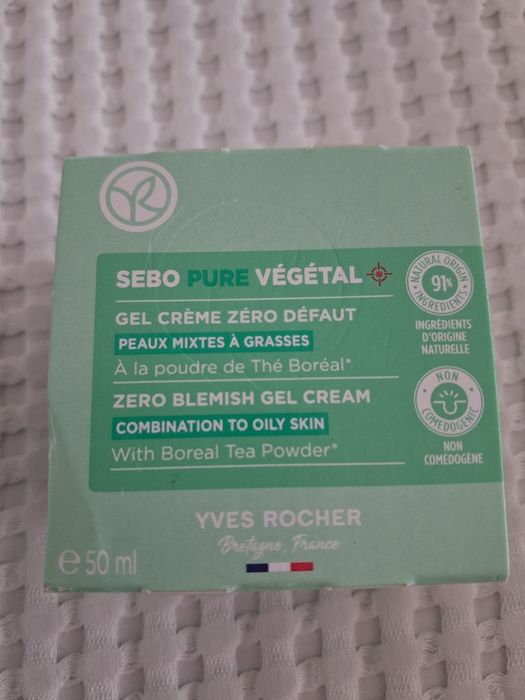 SEBO PURE VÉGÉTAL
GEL CRÈME ZÉRO DÉFAUT
PEAUX MIXTES À GRASSES
À la poudre de Thé Boréal*
ZERO BLEMISH GEL CREAM
COMBINATION TO OILY SKIN
With Boreal Tea Powder*
NATURAL ORIGIN
91%
INGREDIENTS
INGRÉDIENTS
D'ORIGINE
NATURELLE
NON
COMEDOGENIC
NON
COMÉDOGÈNE
YVES ROCHER
Bretagne, France
℮ 50 ml